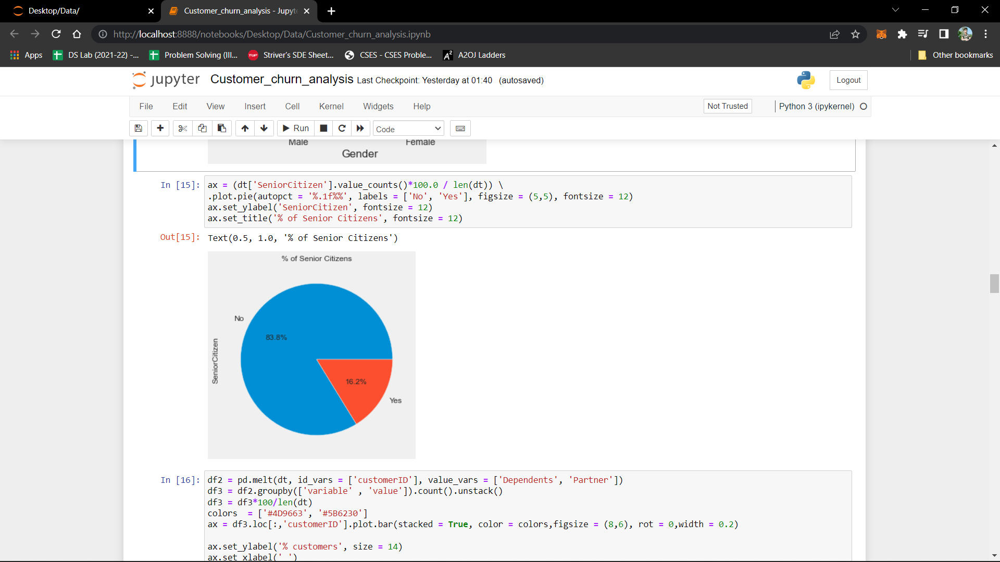 Desktop/Data/
Customer_churn_analysis - Jupyt
http://localhost:8888/notebooks/Desktop/Data/Customer_churn_analysis.ipynb
Apps
DS Lab (2021-22) -...
Problem Solving (III...
TUF
Striver's SDE Sheet...
CSES - CSES Proble...
A2
A2OJ Ladders
Other bookmarks
jupyter
Customer_churn_analysis Last Checkpoint: Yesterday at 01:40 (autosaved)
Logout
File Edit View Insert Cell Kernel Widgets Help
Not Trusted
Python 3 (ipykernel)
Run
Code
Male Female
Gender
In [15]:
ax = (dt['SeniorCitizen'].value_counts()*100.0 / len(dt)) \
.plot.pie(autopct = '%.1f%%', labels = ['No', 'Yes'], figsize = (5,5), fontsize = 12)
ax.set_ylabel('SeniorCitizen', fontsize = 12)
ax.set_title('% of Senior Citizens', fontsize = 12)
Out[15]:
Text(0.5, 1.0, '% of Senior Citizens')
% of Senior Citizens
No
83.8%
SeniorCitizen
16.2%
Yes
In [16]:
df2 = pd.melt(dt, id_vars = ['customerID'], value_vars = ['Dependents', 'Partner'])
df3 = df2.groupby(['variable' , 'value']).count().unstack()
df3 = df3*100/len(dt)
colors  = ['#4D9663', '#5B6230']
ax = df3.loc[:,'customerID'].plot.bar(stacked = True, color = colors,figsize = (8,6), rot = 0,width = 0.2)
ax.set_ylabel('% customers', size = 14)
ax.set_xlabel(' ')